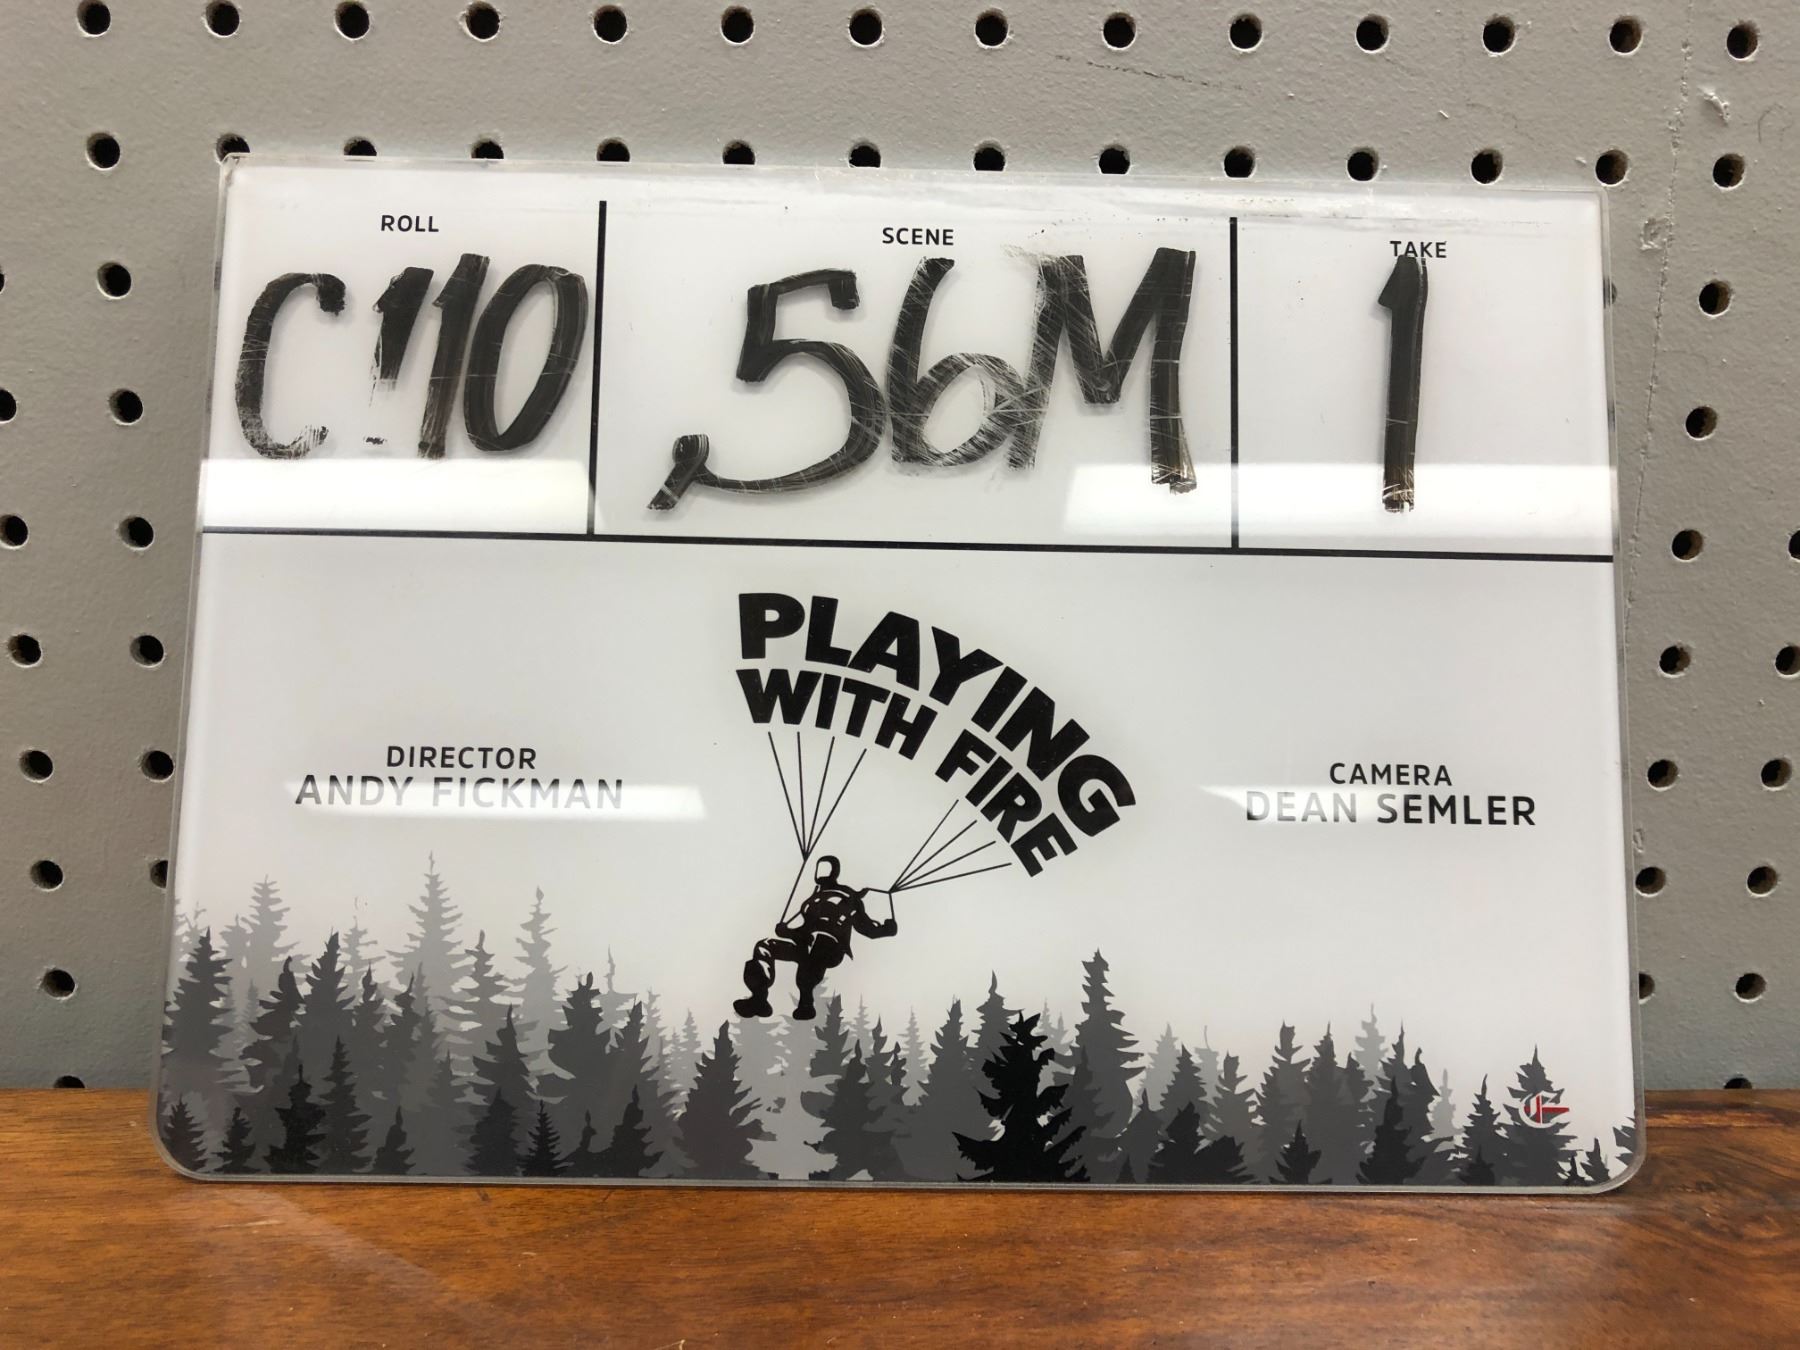 ROLL
SCENE
TAKE
C110
56M
1
PLAYING
WITH FIRE
DIRECTOR
ANDY FICKMAN
CAMERA
DEAN SEMLER